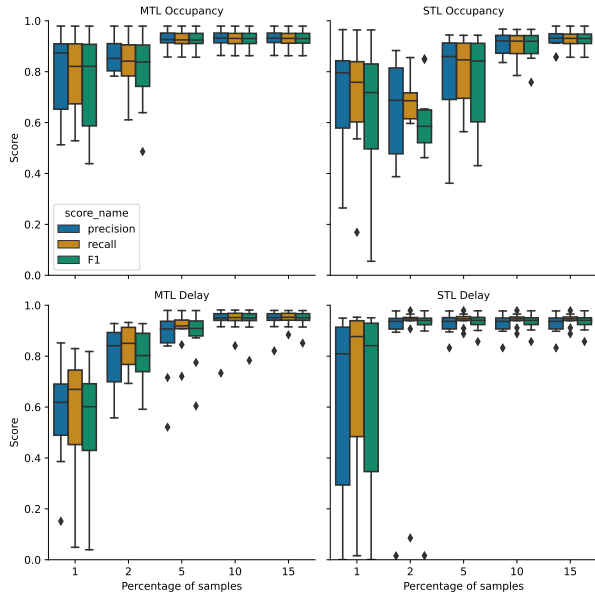 MTL Occupancy
STL Occupancy
1.0
0.8
0.6
0.4
0.2
0.0
Score
score_name
precision
recall
F1
MTL Delay
STL Delay
1.0
0.8
0.6
0.4
0.2
0.0
Score
1 2 5 10 15
1 2 5 10 15
Percentage of samples
Percentage of samples